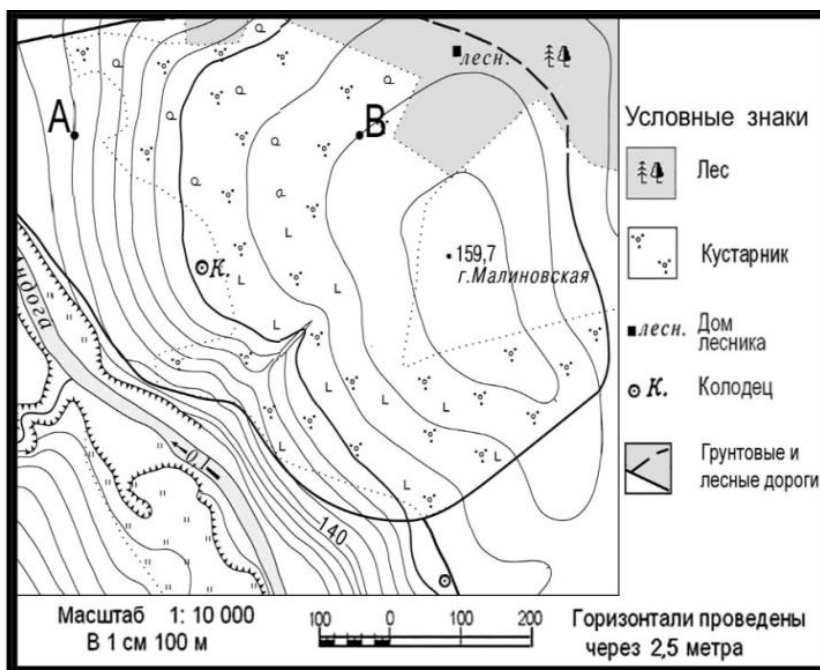 А
В
лесн.
159,7
г.Малиновская
К.
ндога
0,1
140
Условные знаки
Лес
Кустарник
лесн. Дом
лесника
К. Колодец
Грунтовые и
лесные дороги
Масштаб 1: 10 000
В 1 см 100 м
100 0 100 200
Горизонтали проведены
через 2,5 метра